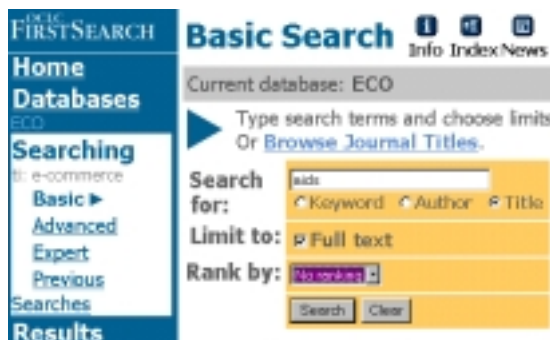 OCLC
FIRSTSEARCH
Home
Databases
ECO
Searching
ti: e-commerce
Basic
Advanced
Expert
Previous
Searches
Results
Basic Search
Info Index News
Current database: ECO
Type search terms and choose limits
Or Browse Journal Titles.
Search for:
aids
Keyword Author Title
Limit to: Full text
Rank by: No ranking
Search Clear